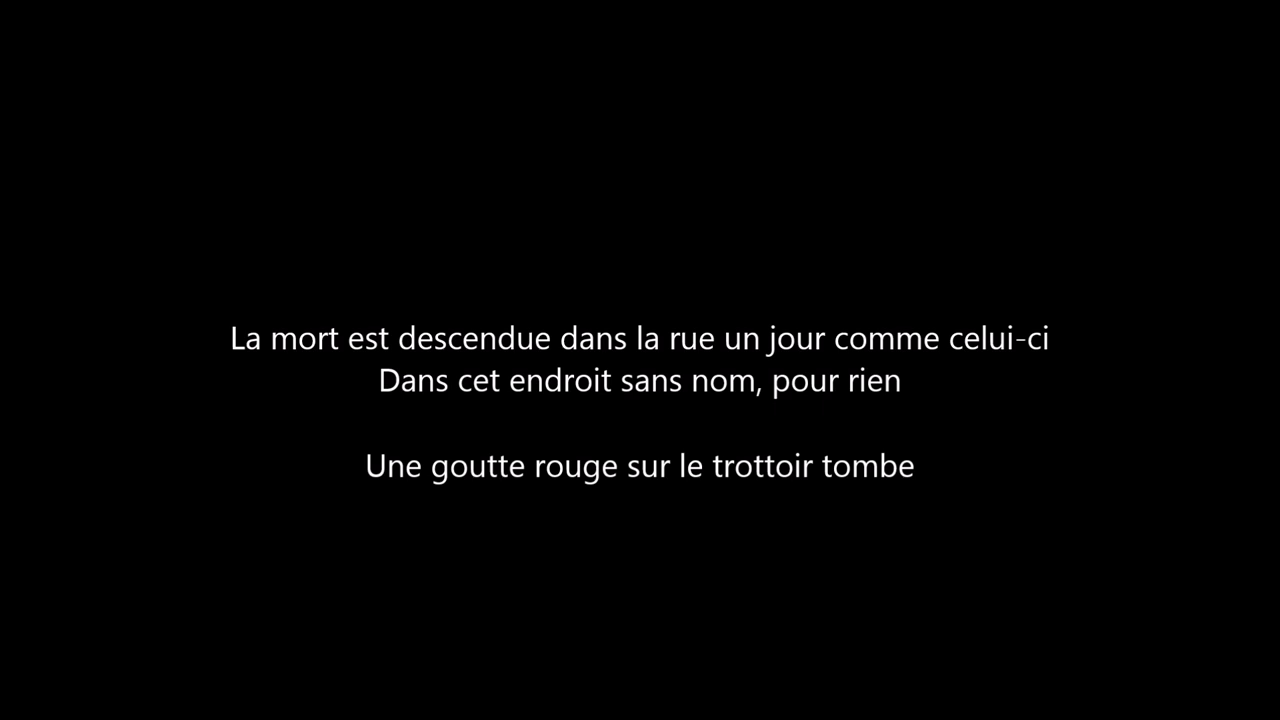 La mort est descendue dans la rue un jour comme celui-ci
Dans cet endroit sans nom, pour rien
Une goutte rouge sur le trottoir tombe